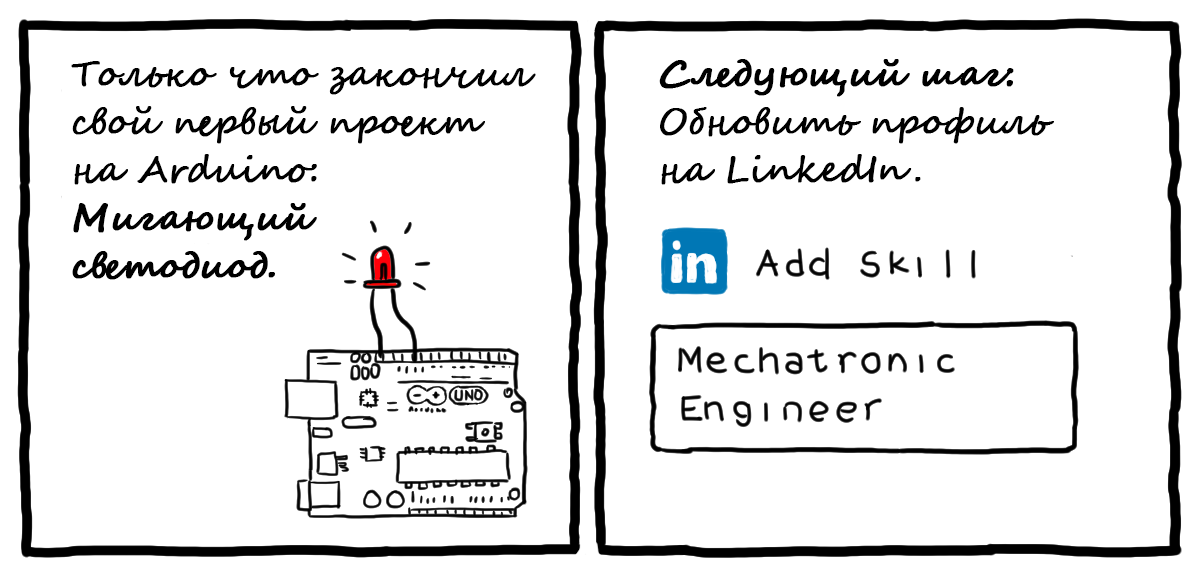 Только что закончил
свой первый проект
на Arduino:
Мигающий
светодиод.
UNO
Arduino
Следующий шаг:
Обновить профиль
на LinkedIn.
in Add Skill
Mechatronic
Engineer